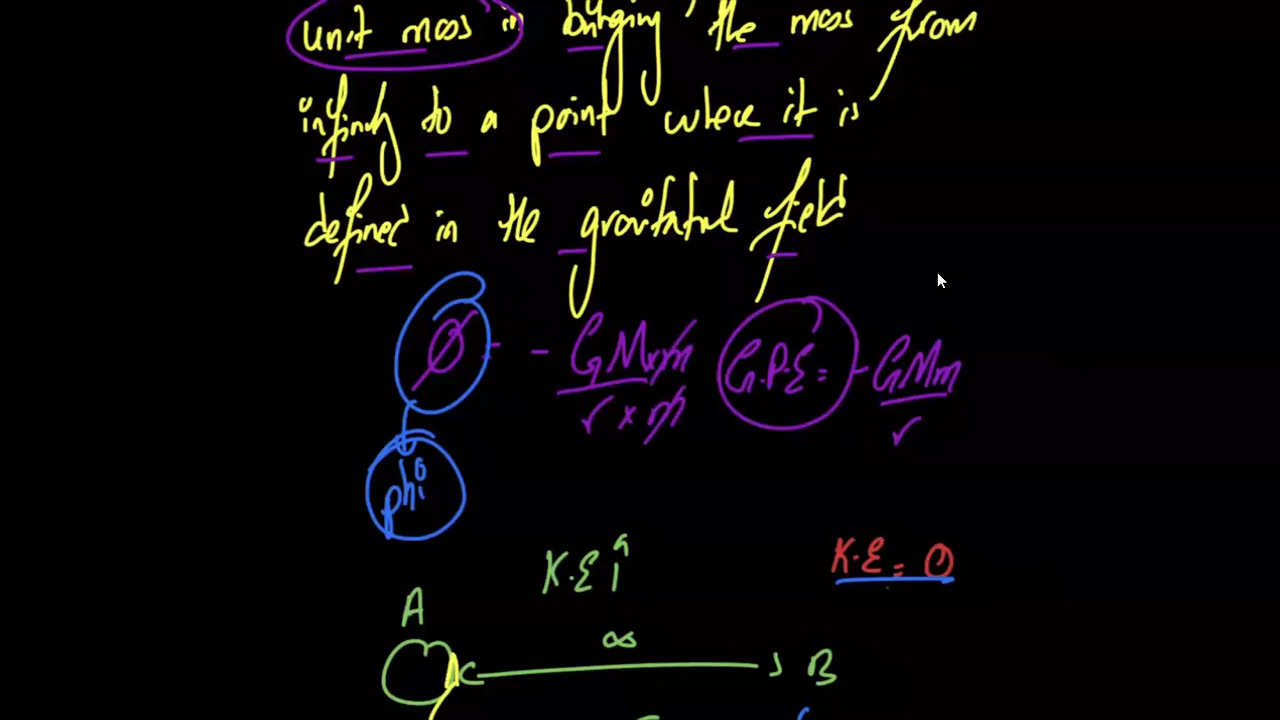 unit mass in bringing the mass from
infinity to a point where it is
defined in the gravitational field
Ø = - GM×m / r × m G.P.E = - GMm / r
phi
K.E ↑ K.E = 0
A
∞
B